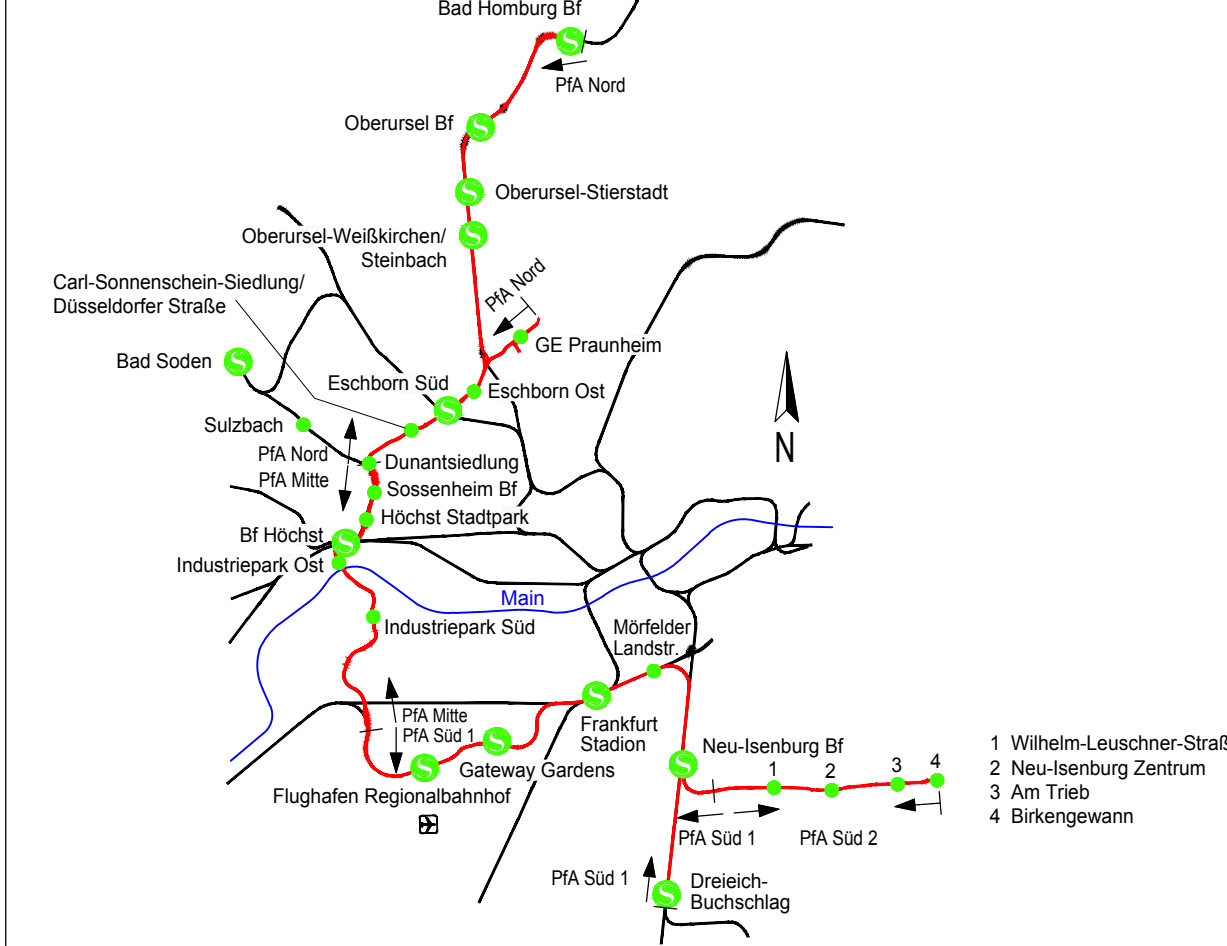 Bad Homburg Bf
PfA Nord
Oberursel Bf
Oberursel-Stierstadt
Oberursel-Weißkirchen/
Steinbach
PfA Nord
Carl-Sonnenschein-Siedlung/
Düsseldorfer Straße
GE Praunheim
Bad Soden
Eschborn Süd
Eschborn Ost
Sulzbach
PfA Nord
PfA Mitte
Dunantsiedlung
Sossenheim Bf
Höchst Stadtpark
Bf Höchst
Industriepark Ost
N
Main
Industriepark Süd
Mörfelder
Landstr.
PfA Mitte
PfA Süd 1
Frankfurt
Stadion
Gateway Gardens
Flughafen Regionalbahnhof
Neu-Isenburg Bf
1 2 3 4
PfA Süd 1
PfA Süd 2
1 Wilhelm-Leuschner-Straß
2 Neu-Isenburg Zentrum
3 Am Trieb
4 Birkengewann
PfA Süd 1
Dreieich-
Buchschlag
S
S
S
S
S
S
S
S
S
S
S
S